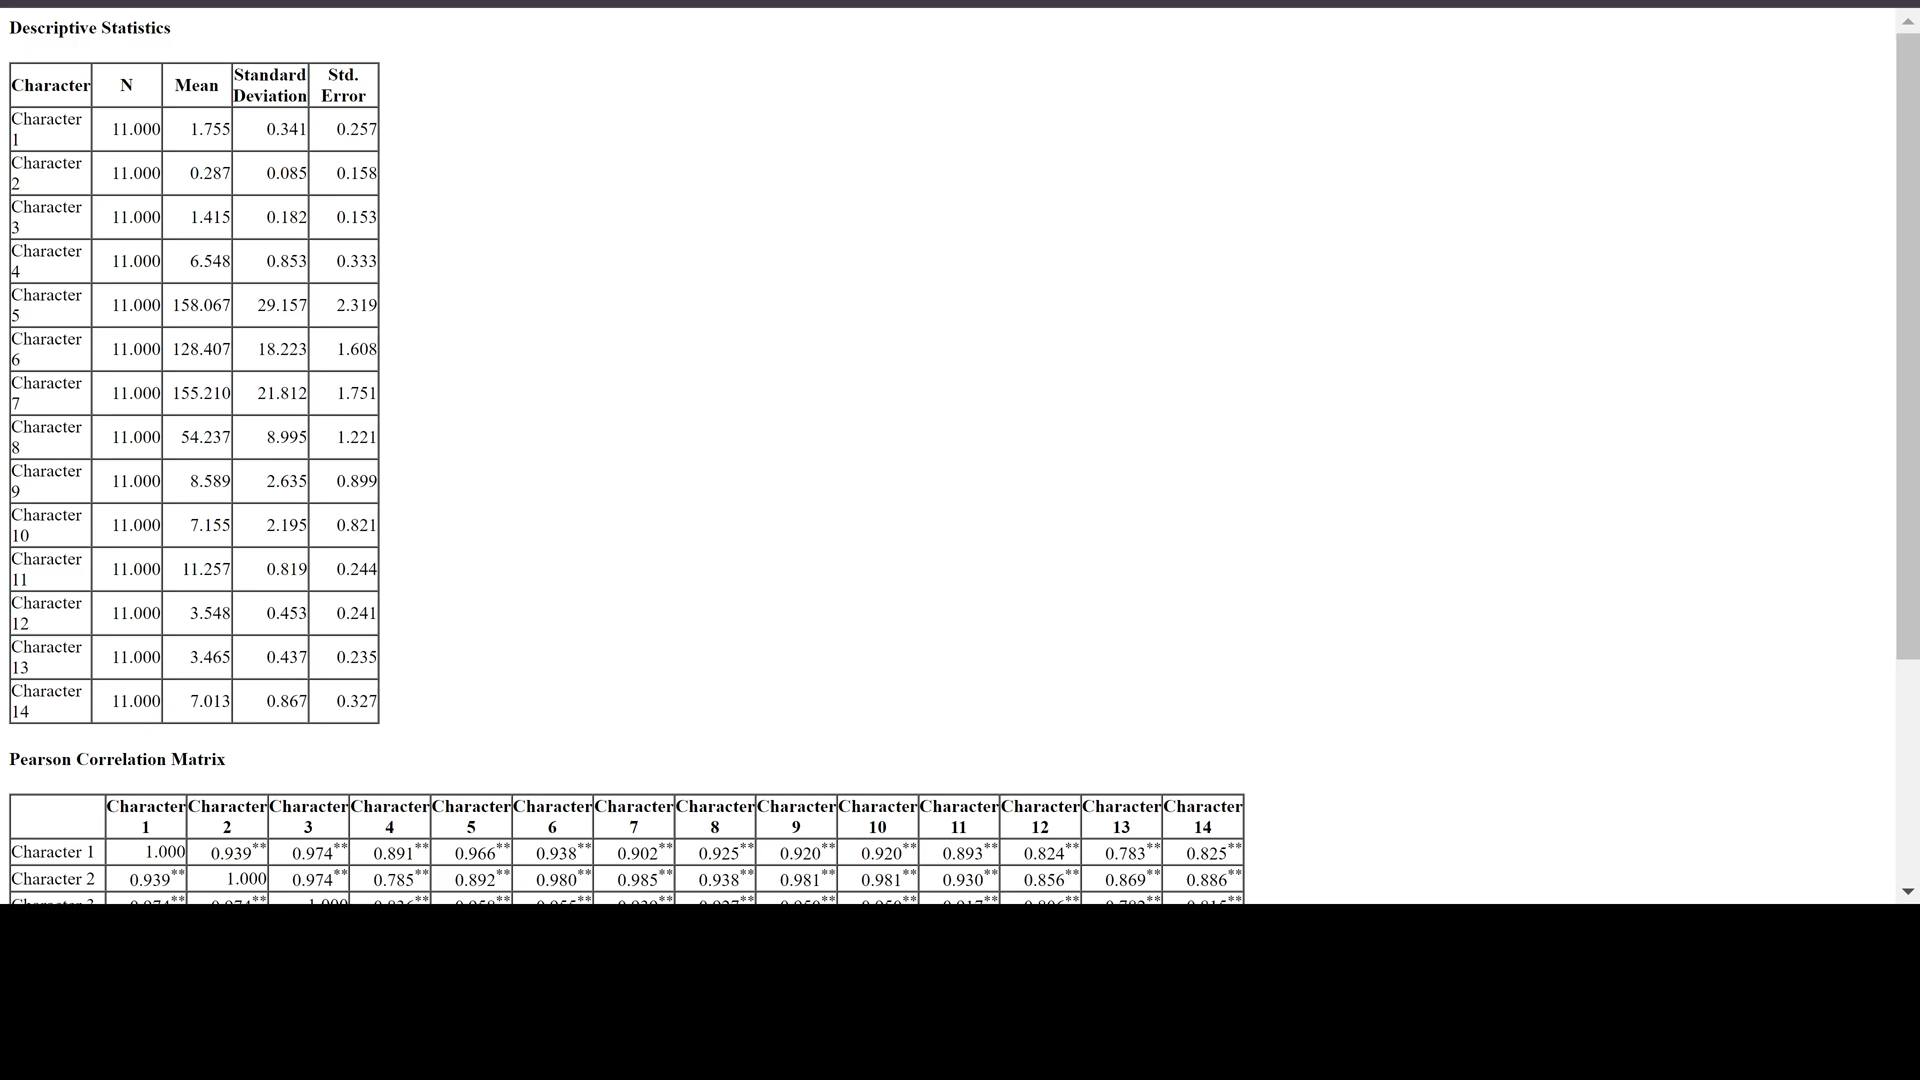 Descriptive Statistics
Character N Mean Standard Deviation Std. Error
Character 1 11.000 1.755 0.341 0.257
Character 2 11.000 0.287 0.085 0.158
Character 3 11.000 1.415 0.182 0.153
Character 4 11.000 6.548 0.853 0.333
Character 5 11.000 158.067 29.157 2.319
Character 6 11.000 128.407 18.223 1.608
Character 7 11.000 155.210 21.812 1.751
Character 8 11.000 54.237 8.995 1.221
Character 9 11.000 8.589 2.635 0.899
Character 10 11.000 7.155 2.195 0.821
Character 11 11.000 11.257 0.819 0.244
Character 12 11.000 3.548 0.453 0.241
Character 13 11.000 3.465 0.437 0.235
Character 14 11.000 7.013 0.867 0.327
Pearson Correlation Matrix
Character 1 Character 2 Character 3 Character 4 Character 5 Character 6 Character 7 Character 8 Character 9 Character 10 Character 11 Character 12 Character 13 Character 14
Character 1 1.000 0.939** 0.974** 0.891** 0.966** 0.938** 0.902** 0.925** 0.920** 0.920** 0.893** 0.824** 0.783** 0.825**
Character 2 0.939** 1.000 0.974** 0.785** 0.892** 0.980** 0.985** 0.938** 0.981** 0.981** 0.930** 0.856** 0.869** 0.886**